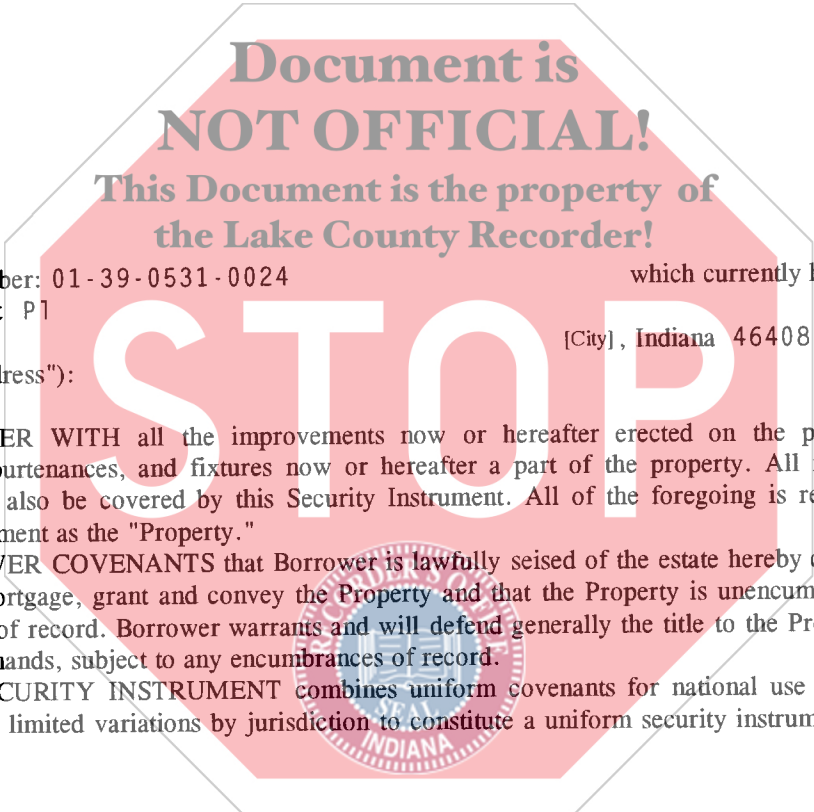 Document is
NOT OFFICIAL!
This Document is the property of
the Lake County Recorder!
ber: 01-39-0531-0024 which currently
Pl
[City], Indiana 46408
ress"):
STOP
ER WITH all the improvements now or hereafter erected on the p
urtenances, and fixtures now or hereafter a part of the property. All
also be covered by this Security Instrument. All of the foregoing is re
ment as the "Property."
VER COVENANTS that Borrower is lawfully seised of the estate hereby
ortgage, grant and convey the Property and that the Property is unencum
of record. Borrower warrants and will defend generally the title to the Pr
ands, subject to any encumbrances of record.
CURITY INSTRUMENT combines uniform covenants for national use
limited variations by jurisdiction to constitute a uniform security instrum
RECORDER'S OFFICE
SEAL
INDIANA